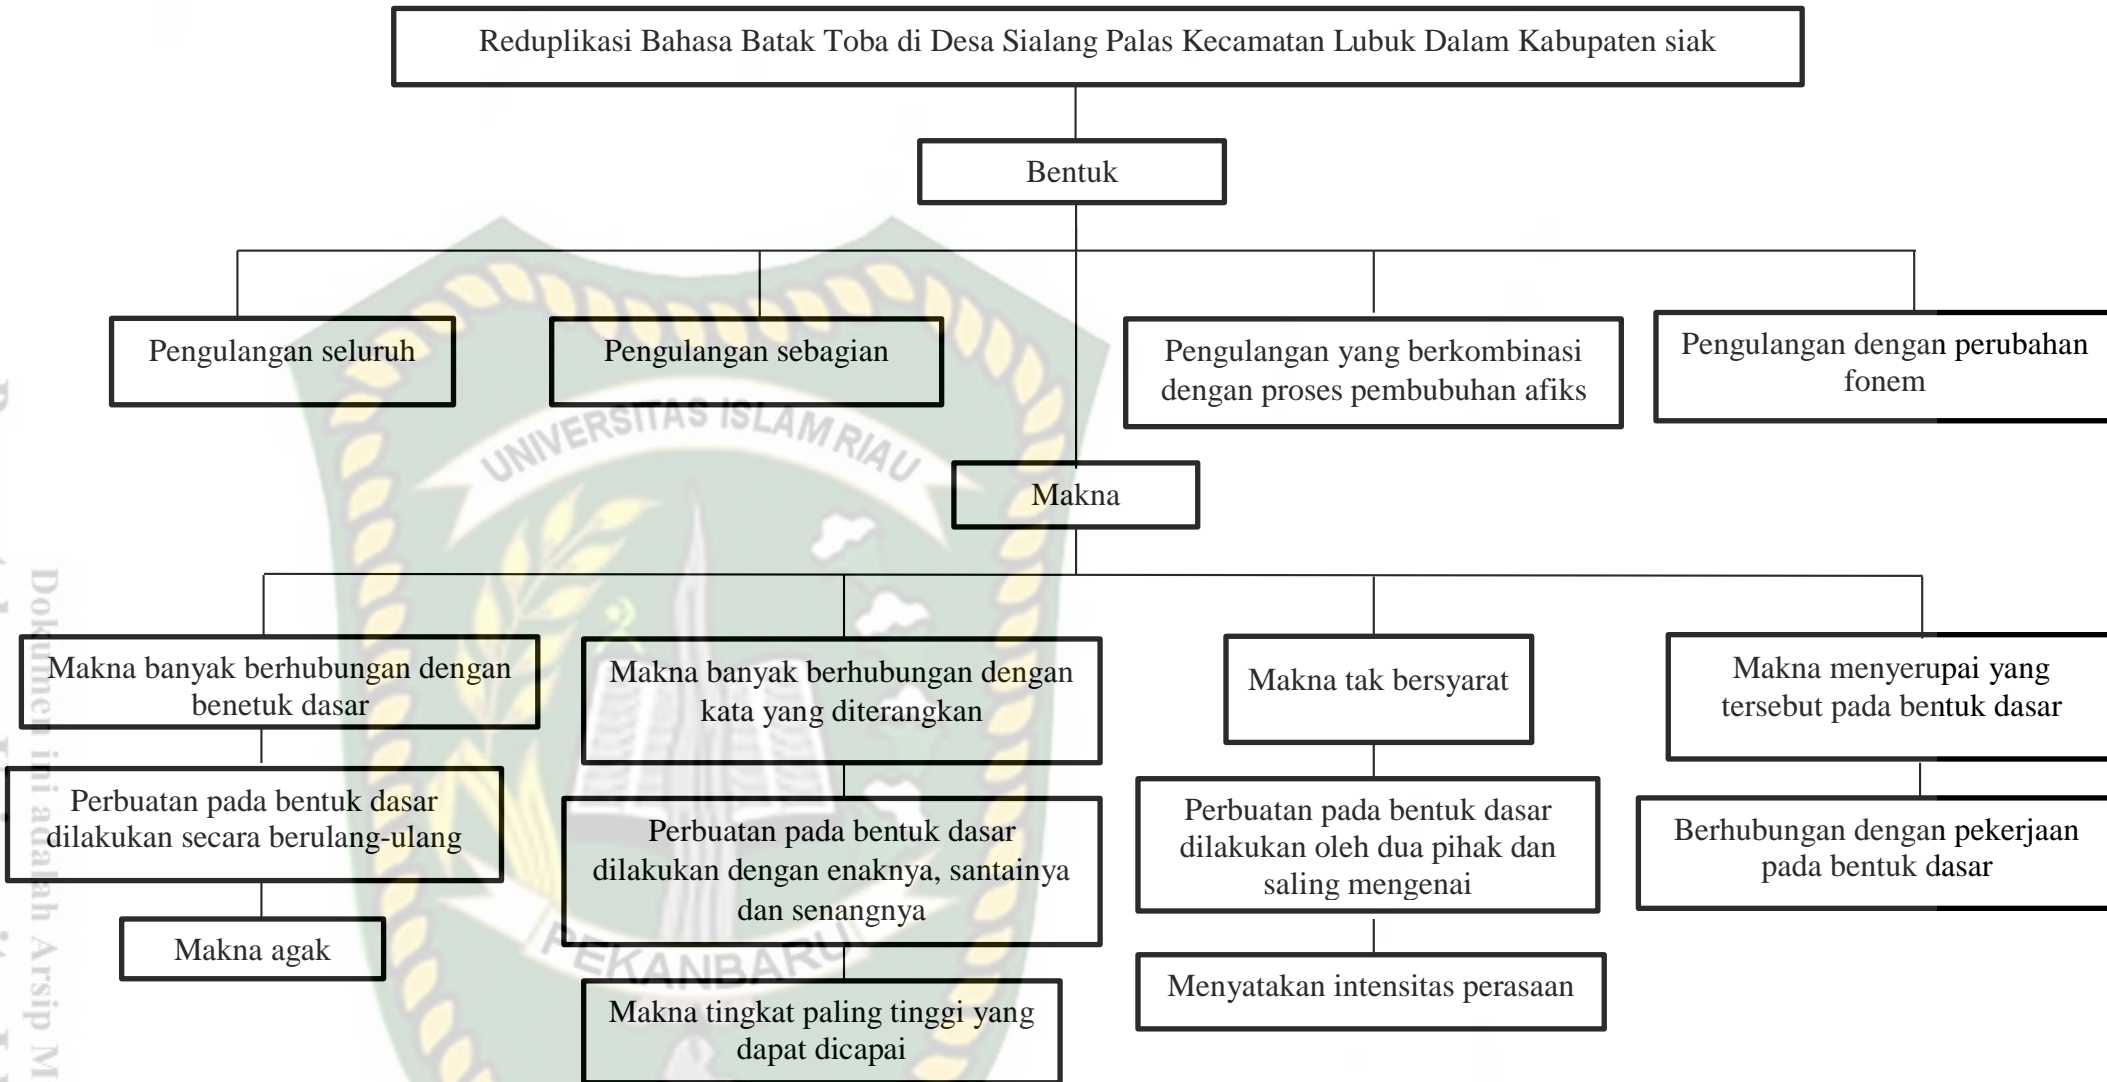 Reduplikasi Bahasa Batak Toba di Desa Sialang Palas Kecamatan Lubuk Dalam Kabupaten siak
Bentuk
Pengulangan seluruh
Pengulangan sebagian
Pengulangan yang berkombinasi
dengan proses pembubuhan afiks
Pengulangan dengan perubahan
fonem
UNIVERSITAS ISLAM RIAU
Makna
Makna banyak berhubungan dengan
benetuk dasar
Makna banyak berhubungan dengan
kata yang diterangkan
Makna tak bersyarat
Makna menyerupai yang
tersebut pada bentuk dasar
Perbuatan pada bentuk dasar
dilakukan secara berulang-ulang
Perbuatan pada bentuk dasar
dilakukan dengan enaknya, santainya
dan senangnya
Perbuatan pada bentuk dasar
dilakukan oleh dua pihak dan
saling mengenai
Berhubungan dengan pekerjaan
pada bentuk dasar
Makna agak
PEKANBARU
Makna tingkat paling tinggi yang
dapat dicapai
Menyatakan intensitas perasaan
Dokumen ini adalah Arsip M